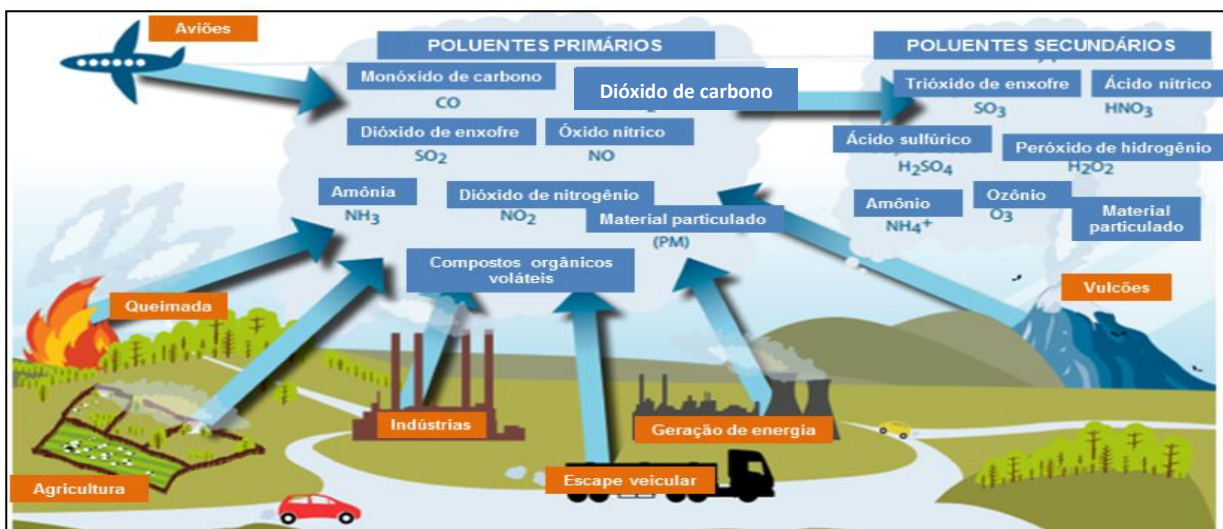 Aviões
POLUENTES PRIMÁRIOS
POLUENTES SECUNDÁRIOS
Monóxido de carbono
CO
Dióxido de carbono
Trióxido de enxofre
SO3
Ácido nítrico
HNO3
Dióxido de enxofre
SO2
Óxido nítrico
NO
Ácido sulfúrico
H2SO4
Peróxido de hidrogênio
H2O2
Amônia
NH3
Dióxido de nitrogênio
NO2
Material particulado
(PM)
Amônio
NH4+
Ozônio
O3
Material
particulado
Compostos orgânicos
voláteis
Queimada
Vulcões
Indústrias
Geração de energia
Escape veicular
Agricultura